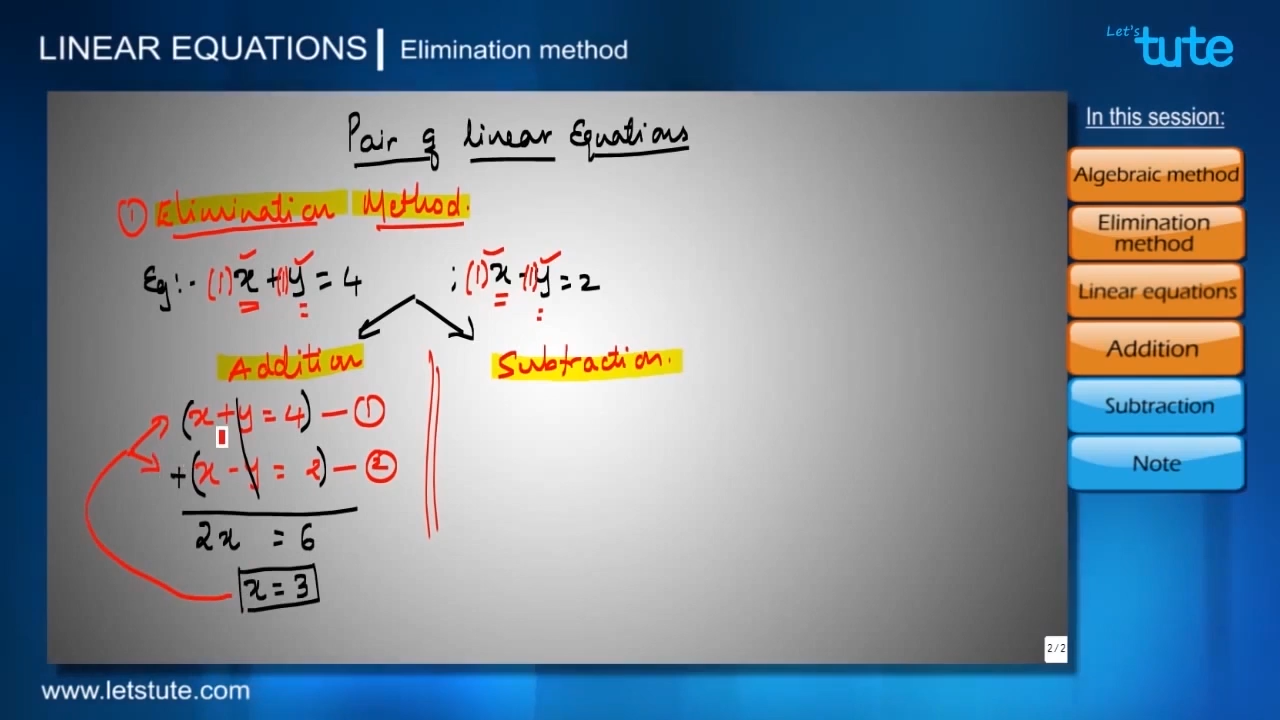 LINEAR EQUATIONS | Elimination method
Let's tute
Pair of Linear Equations
① Elimination Method.
Eg:- (1)x + (1)y = 4 ; (1)x - (1)y = 2
Addition
(x + y = 4) — ①
+ (x - y = 2) — ②
2x = 6
x = 3
Subtraction.
2/2
In this session:
Algebraic method
Elimination
method
Linear equations
Addition
Subtraction
Note
www.letstute.com